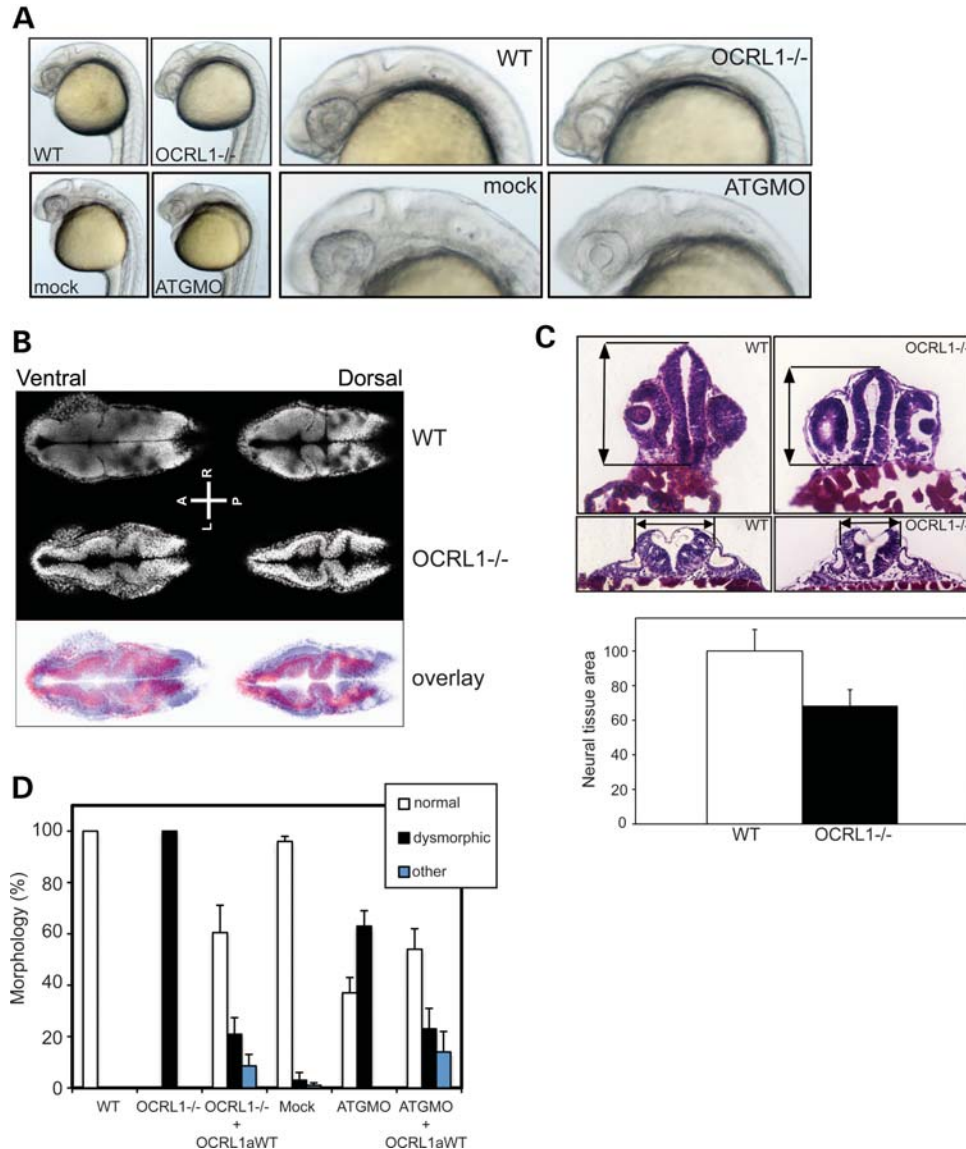 A
WT
OCRL1-/-
WT
OCRL1-/-
mock
ATGMO
mock
ATGMO
B
Ventral
Dorsal
WT
R
A
P
L
OCRL1-/-
overlay
C
WT
OCRL1-/-
WT
OCRL1-/-
Neural tissue area
100
80
60
40
20
0
WT
OCRL1-/-
D
normal
dysmorphic
other
Morphology (%)
100
80
60
40
20
0
WT
OCRL1-/-
OCRL1-/-
+
OCRL1aWT
Mock
ATGMO
ATGMO
+
OCRL1aWT